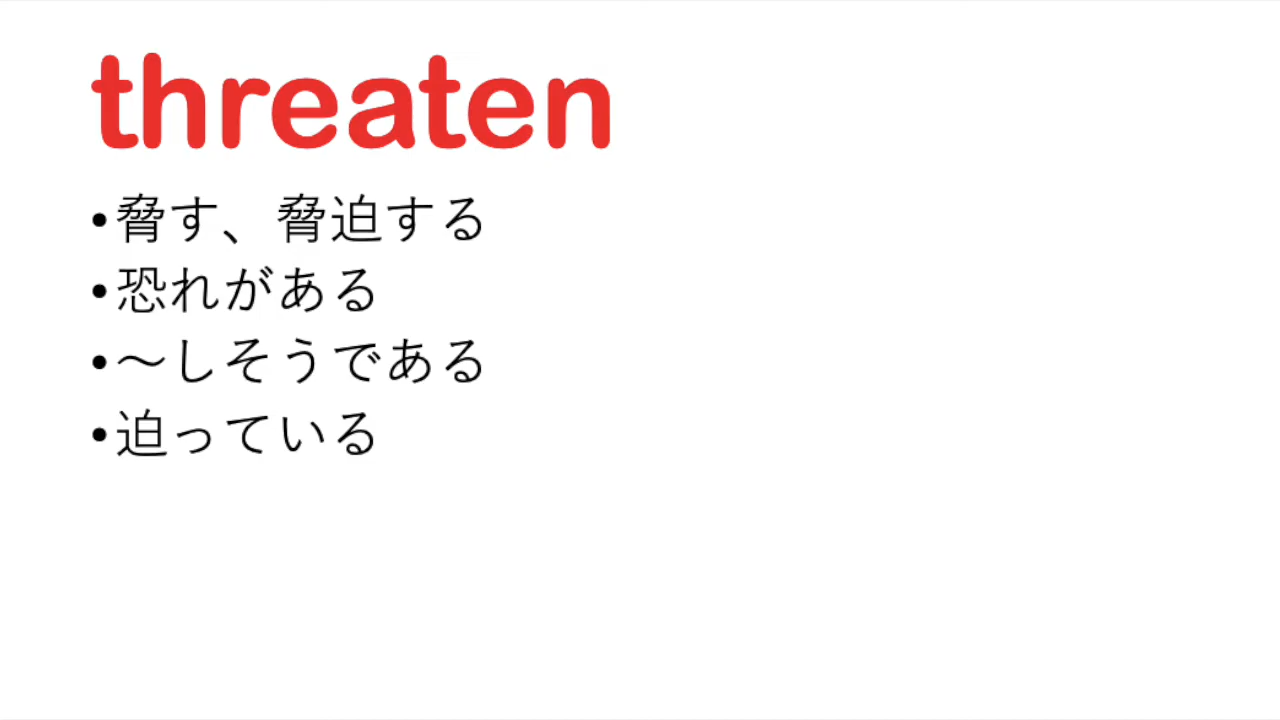 threaten
•脅す、脅迫する
•恐れがある
•〜しそうである
•迫っている